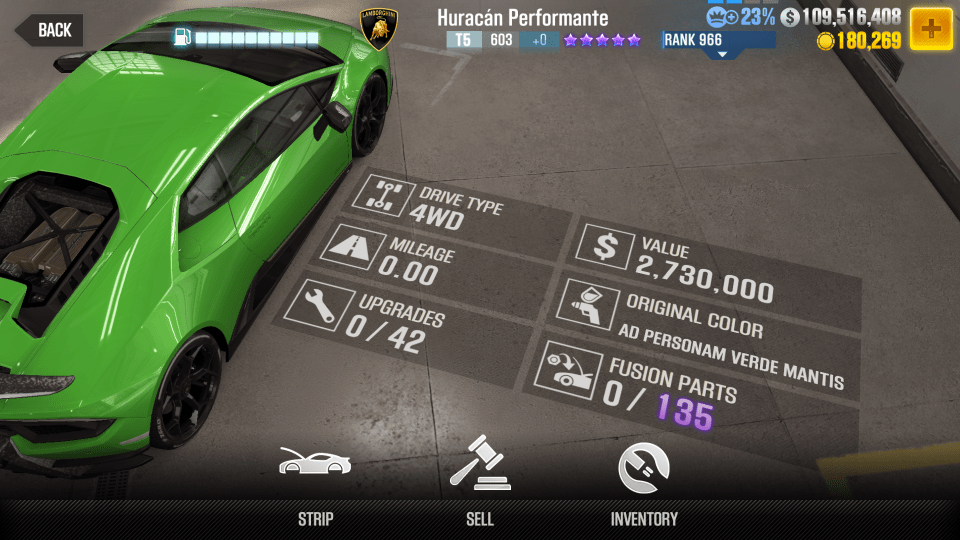 BACK
LAMBORGHINI
Huracán Performante
T5 603 +0
RANK 966
23%
$ 109,516,408
180,269
DRIVE TYPE
4WD
MILEAGE
0.00
UPGRADES
0/42
$ VALUE
2,730,000
ORIGINAL COLOR
AD PERSONAM VERDE MANTIS
FUSION PARTS
0/135
STRIP
SELL
INVENTORY